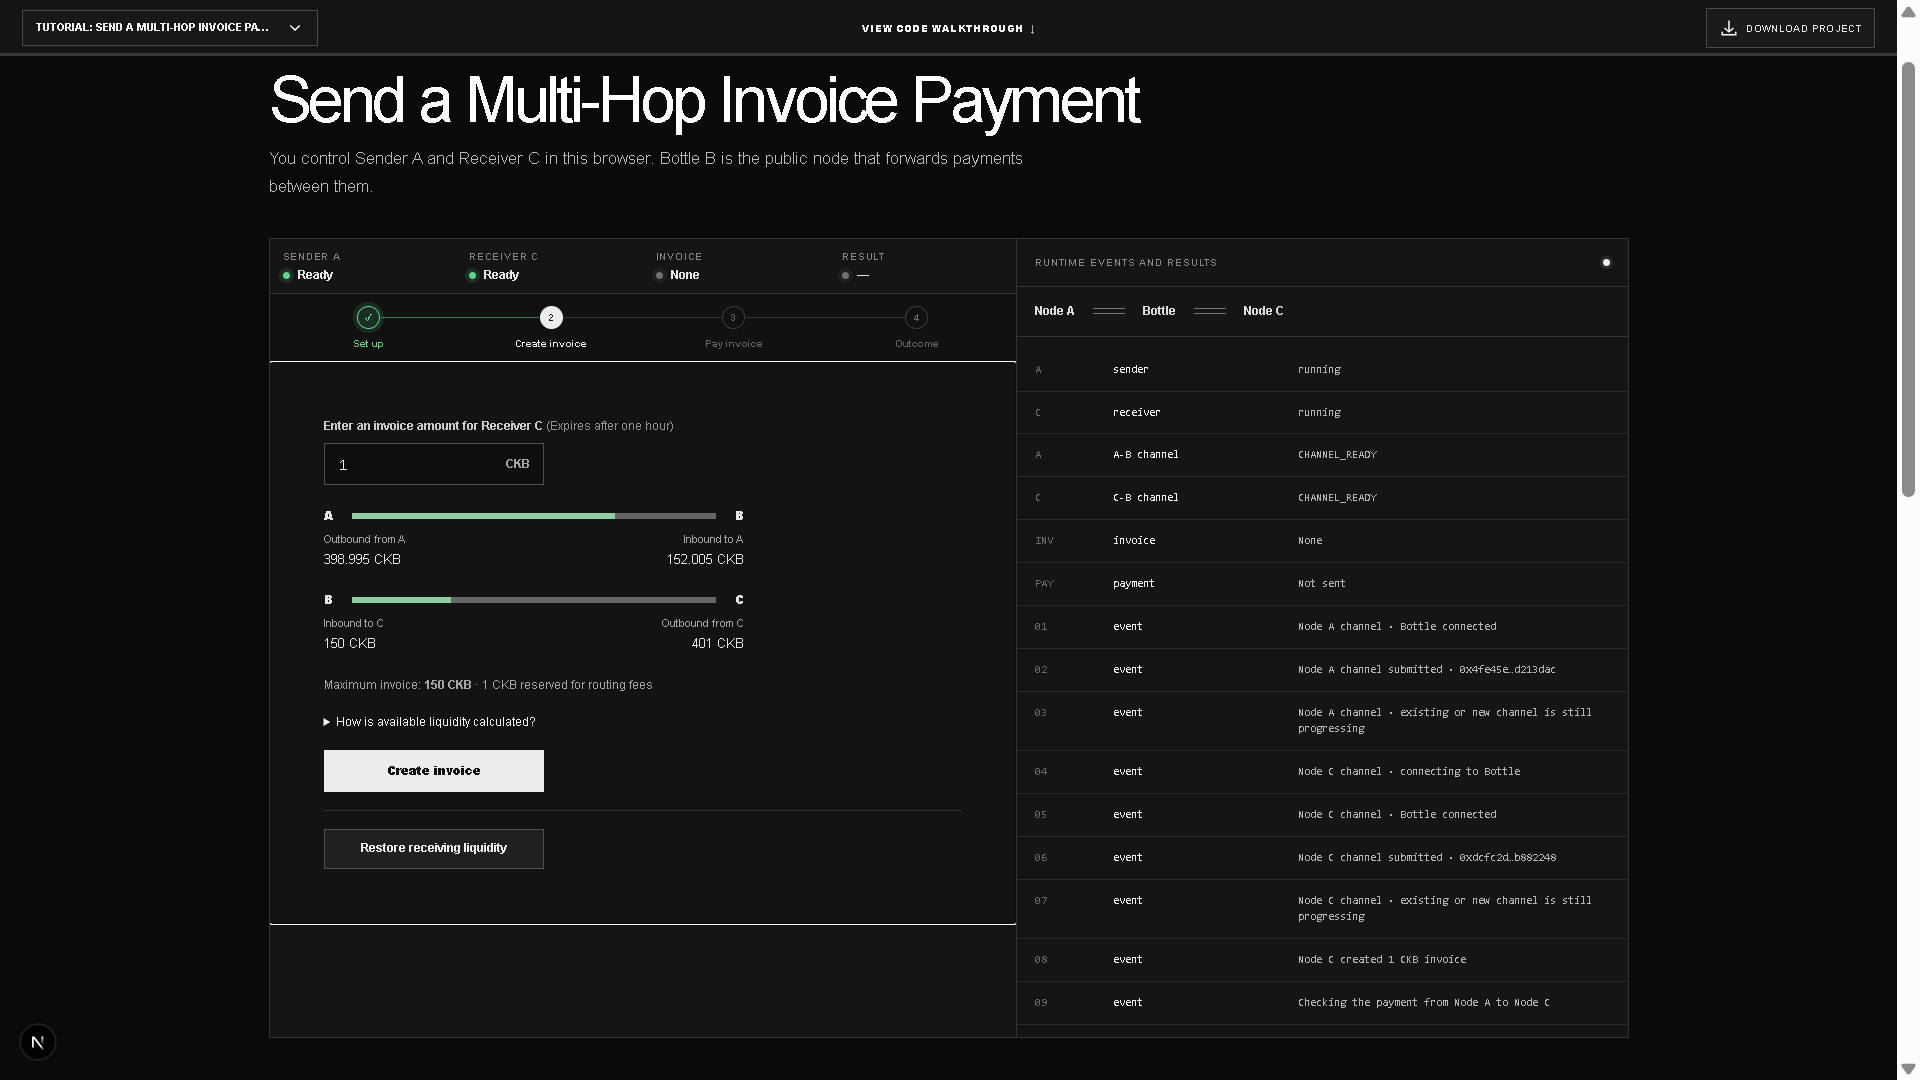 TUTORIAL: SEND A MULTI-HOP INVOICE PA...
VIEW CODE WALKTHROUGH ↓
DOWNLOAD PROJECT
Send a Multi-Hop Invoice Payment
You control Sender A and Receiver C in this browser. Bottle B is the public node that forwards payments
between them.
SENDER A
Ready
RECEIVER C
Ready
INVOICE
None
RESULT
—
✓
Set up
2
Create invoice
3
Pay invoice
4
Outcome
Enter an invoice amount for Receiver C (Expires after one hour)
1 CKB
A B
Outbound from A Inbound to A
398.995 CKB 152.005 CKB
B C
Inbound to C Outbound from C
150 CKB 401 CKB
Maximum invoice: 150 CKB · 1 CKB reserved for routing fees
▶ How is available liquidity calculated?
Create invoice
Restore receiving liquidity
RUNTIME EVENTS AND RESULTS
Node A Bottle Node C
A sender running
C receiver running
A A-B channel CHANNEL_READY
C C-B channel CHANNEL_READY
INV invoice None
PAY payment Not sent
01 event Node A channel · Bottle connected
02 event Node A channel submitted · 0x4fe45e…d213dac
03 event Node A channel · existing or new channel is still
progressing
04 event Node C channel · connecting to Bottle
05 event Node C channel · Bottle connected
06 event Node C channel submitted · 0xdcfc2d…b882248
07 event Node C channel · existing or new channel is still
progressing
08 event Node C created 1 CKB invoice
09 event Checking the payment from Node A to Node C
N